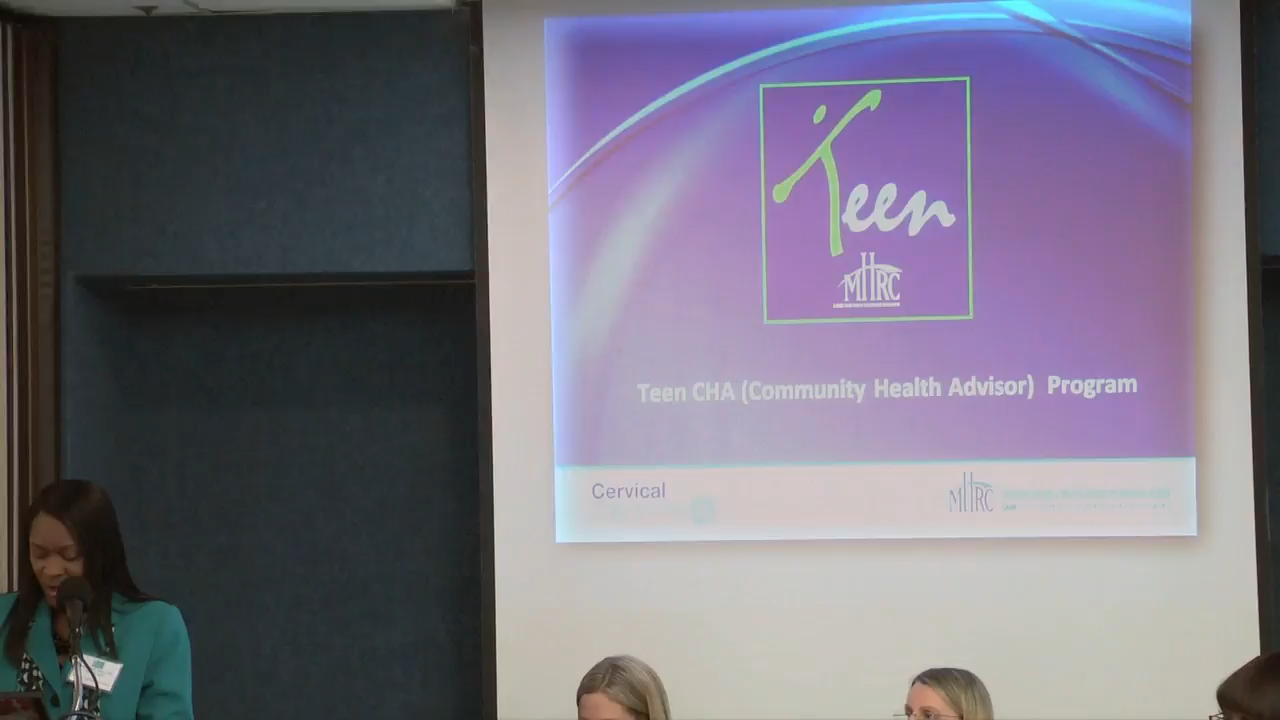 Teen
MHRC
Teen CHA (Community Health Advisor) Program
Cervical
MHRC